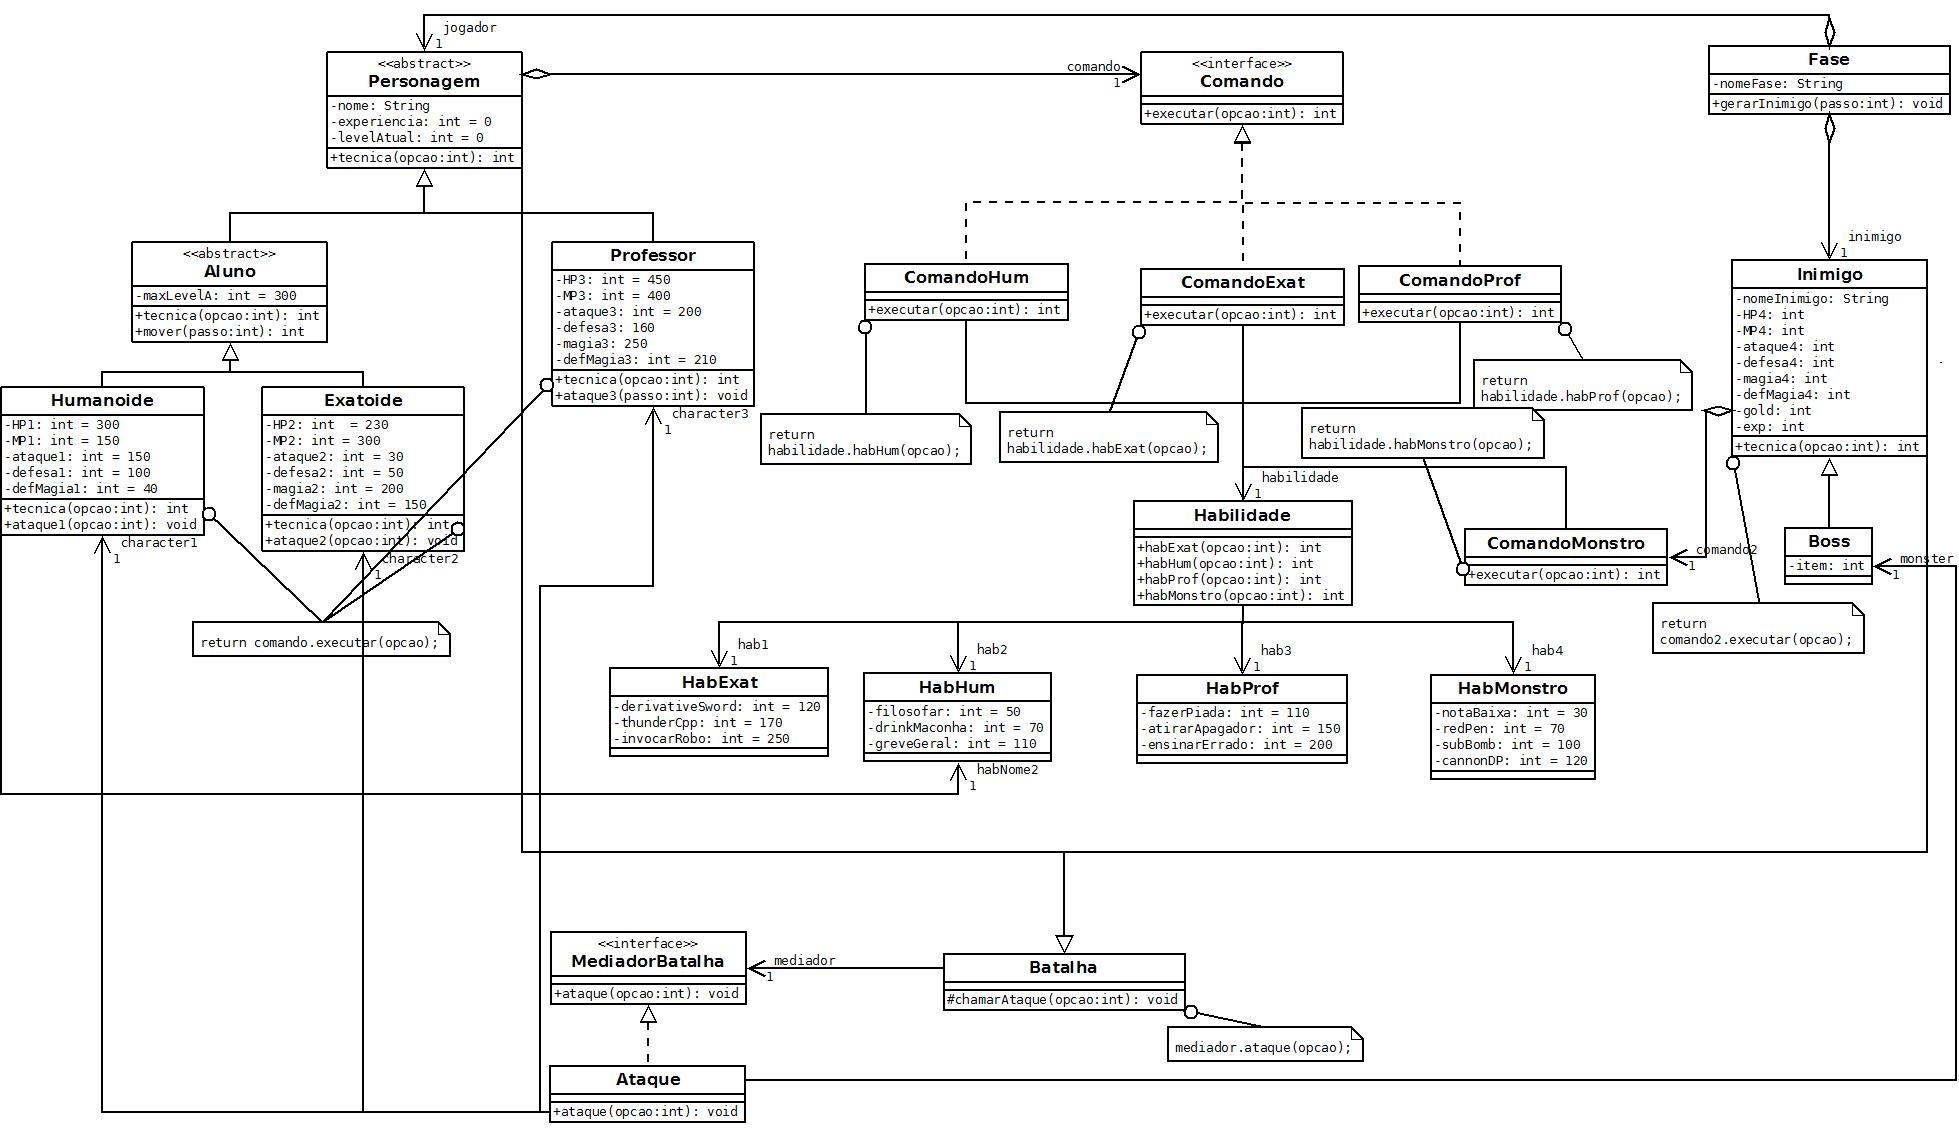 jogador
1
<<abstract>>
Personagem
-nome: String
-experiencia: int = 0
-levelAtual: int = 0
+tecnica(opcao:int): int
comando
1
<<interface>>
Comando
+executar(opcao:int): int
Fase
-nomeFase: String
+gerarInimigo(passo:int): void
<<abstract>>
Aluno
-maxLevelA: int = 300
+tecnica(opcao:int): int
+mover(passo:int): int
Professor
-HP3: int = 450
-MP3: int = 400
-ataque3: int = 200
-defesa3: 160
-magia3: 250
-defMagia3: int = 210
+tecnica(opcao:int): int
+ataque3(passo:int): void
character3
1
ComandoHum
+executar(opcao:int): int
ComandoExat
+executar(opcao:int): int
ComandoProf
+executar(opcao:int): int
inimigo
1
Inimigo
-nomeInimigo: String
-HP4: int
-MP4: int
-ataque4: int
-defesa4: int
-magia4: int
-defMagia4: int
-gold: int
-exp: int
+tecnica(opcao:int): int
Humanoide
-HP1: int = 300
-MP1: int = 150
-ataque1: int = 150
-defesa1: int = 100
-defMagia1: int = 40
+tecnica(opcao:int): int
+ataque1(opcao:int): void
character1
1
Exatoide
-HP2: int  = 230
-MP2: int = 300
-ataque2: int = 30
-defesa2: int = 50
-magia2: int = 200
-defMagia2: int = 150
+tecnica(opcao:int): int
+ataque2(opcao:int): void
character2
1
return
habilidade.habHum(opcao);
return
habilidade.habExat(opcao);
return
habilidade.habProf(opcao);
return
habilidade.habMonstro(opcao);
habilidade
1
Habilidade
+habExat(opcao:int): int
+habHum(opcao:int): int
+habProf(opcao:int): int
+habMonstro(opcao:int): int
ComandoMonstro
+executar(opcao:int): int
comando2
1
Boss
-item: int
monster
1
return comando.executar(opcao);
return
comando2.executar(opcao);
hab1
1
HabExat
-derivativeSword: int = 120
-thunderCpp: int = 170
-invocarRobo: int = 250
hab2
1
HabHum
-filosofar: int = 50
-drinkMaconha: int = 70
-greveGeral: int = 110
habNome2
1
hab3
1
HabProf
-fazerPiada: int = 110
-atirarApagador: int = 150
-ensinarErrado: int = 200
hab4
1
HabMonstro
-notaBaixa: int = 30
-redPen: int = 70
-subBomb: int = 100
-cannonDP: int = 120
<<interface>>
MediadorBatalha
+ataque(opcao:int): void
mediador
1
Batalha
#chamarAtaque(opcao:int): void
mediador.ataque(opcao);
Ataque
+ataque(opcao:int): void